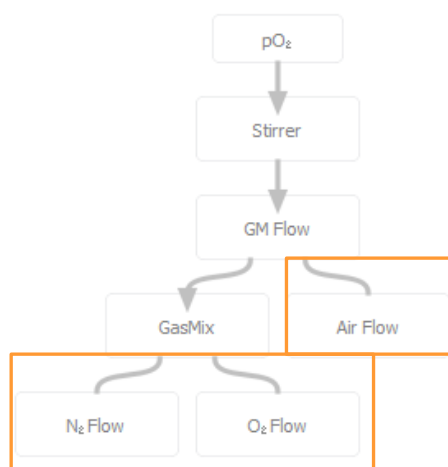 pO₂
Stirrer
GM Flow
GasMix
Air Flow
N₂ Flow
O₂ Flow